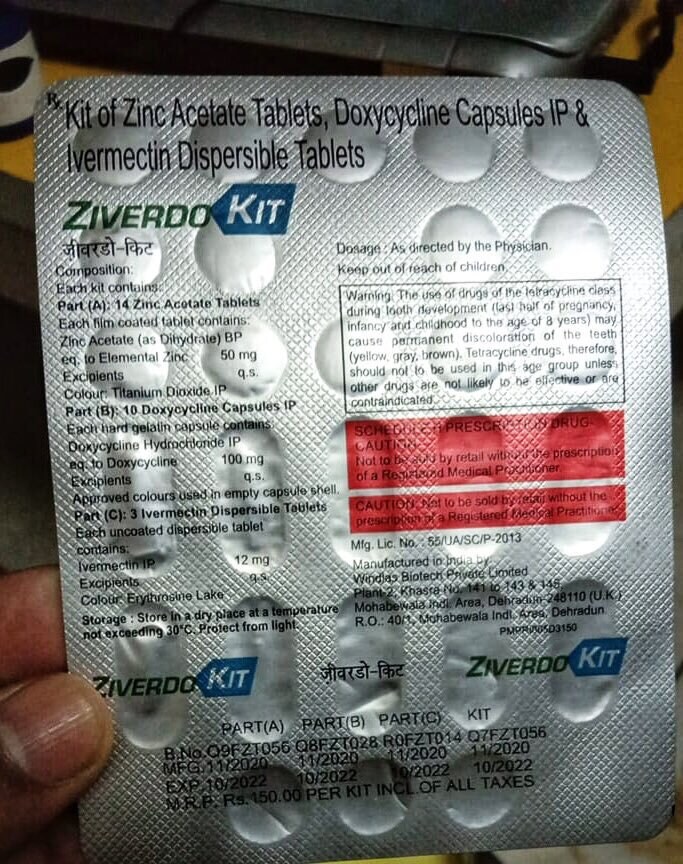 Rx Kit of Zinc Acetate Tablets, Doxycycline Capsules IP &
Ivermectin Dispersible Tablets
ZIVERDO KIT
जीवरडो-किट
Composition:
Each kit contains:
Part (A): 14 Zinc Acetate Tablets
Each film coated tablet contains:
Zinc Acetate (as Dihydrate) BP
eq. to Elemental Zinc 50 mg
Excipients q.s.
Colour: Titanium Dioxide IP
Part (B): 10 Doxycycline Capsules IP
Each hard gelatin capsule contains:
Doxycycline Hydrochloride IP
eq. to Doxycycline 100 mg
Excipients q.s.
Approved colours used in empty capsule shell.
Part (C): 3 Ivermectin Dispersible Tablets
Each uncoated dispersible tablet
contains:
Ivermectin IP 12 mg
Excipients q.s.
Colour: Erythrosine Lake
Storage : Store in a dry place at a temperature
not exceeding 30°C. Protect from light.
Dosage : As directed by the Physician.
Keep out of reach of children.
Warning: The use of drugs of the tetracycline class
during tooth development (last half of pregnancy,
infancy and childhood to the age of 8 years) may
cause permanent discoloration of the teeth
(yellow, gray, brown). Tetracycline drugs, therefore,
should not to be used in this age group unless
other drugs are not likely to be effective or are
contraindicated.
SCHEDULE H PRESCRIPTION DRUG-
CAUTION:
Not to be sold by retail without the prescription
of a Registered Medical Practitioner.
CAUTION: Not to be sold by retail without the
prescription of a Registered Medical Practitioner.
Mfg. Lic. No. : 55/UA/SC/P-2013
Manufactured in India by:
Windlas Biotech Private Limited
Plant-2, Khasra No. 141 to 143 & 145,
Mohabewala Indl. Area, Dehradun-248110 (U.K.)
R.O.: 40/1, Mohabewala Indl. Area, Dehradun
ZIVERDO KIT
जीवरडो-किट
ZIVERDO KIT
PART(A) PART(B) PART(C) KIT
B.No.Q9FZT056 Q8FZT028 R0FZT014 Q7FZT056
MFG.11/2020 11/2020 11/2020 11/2020
EXP.10/2022 10/2022 10/2022 10/2022
M.R.P. Rs.150.00 PER KIT INCL.OF ALL TAXES